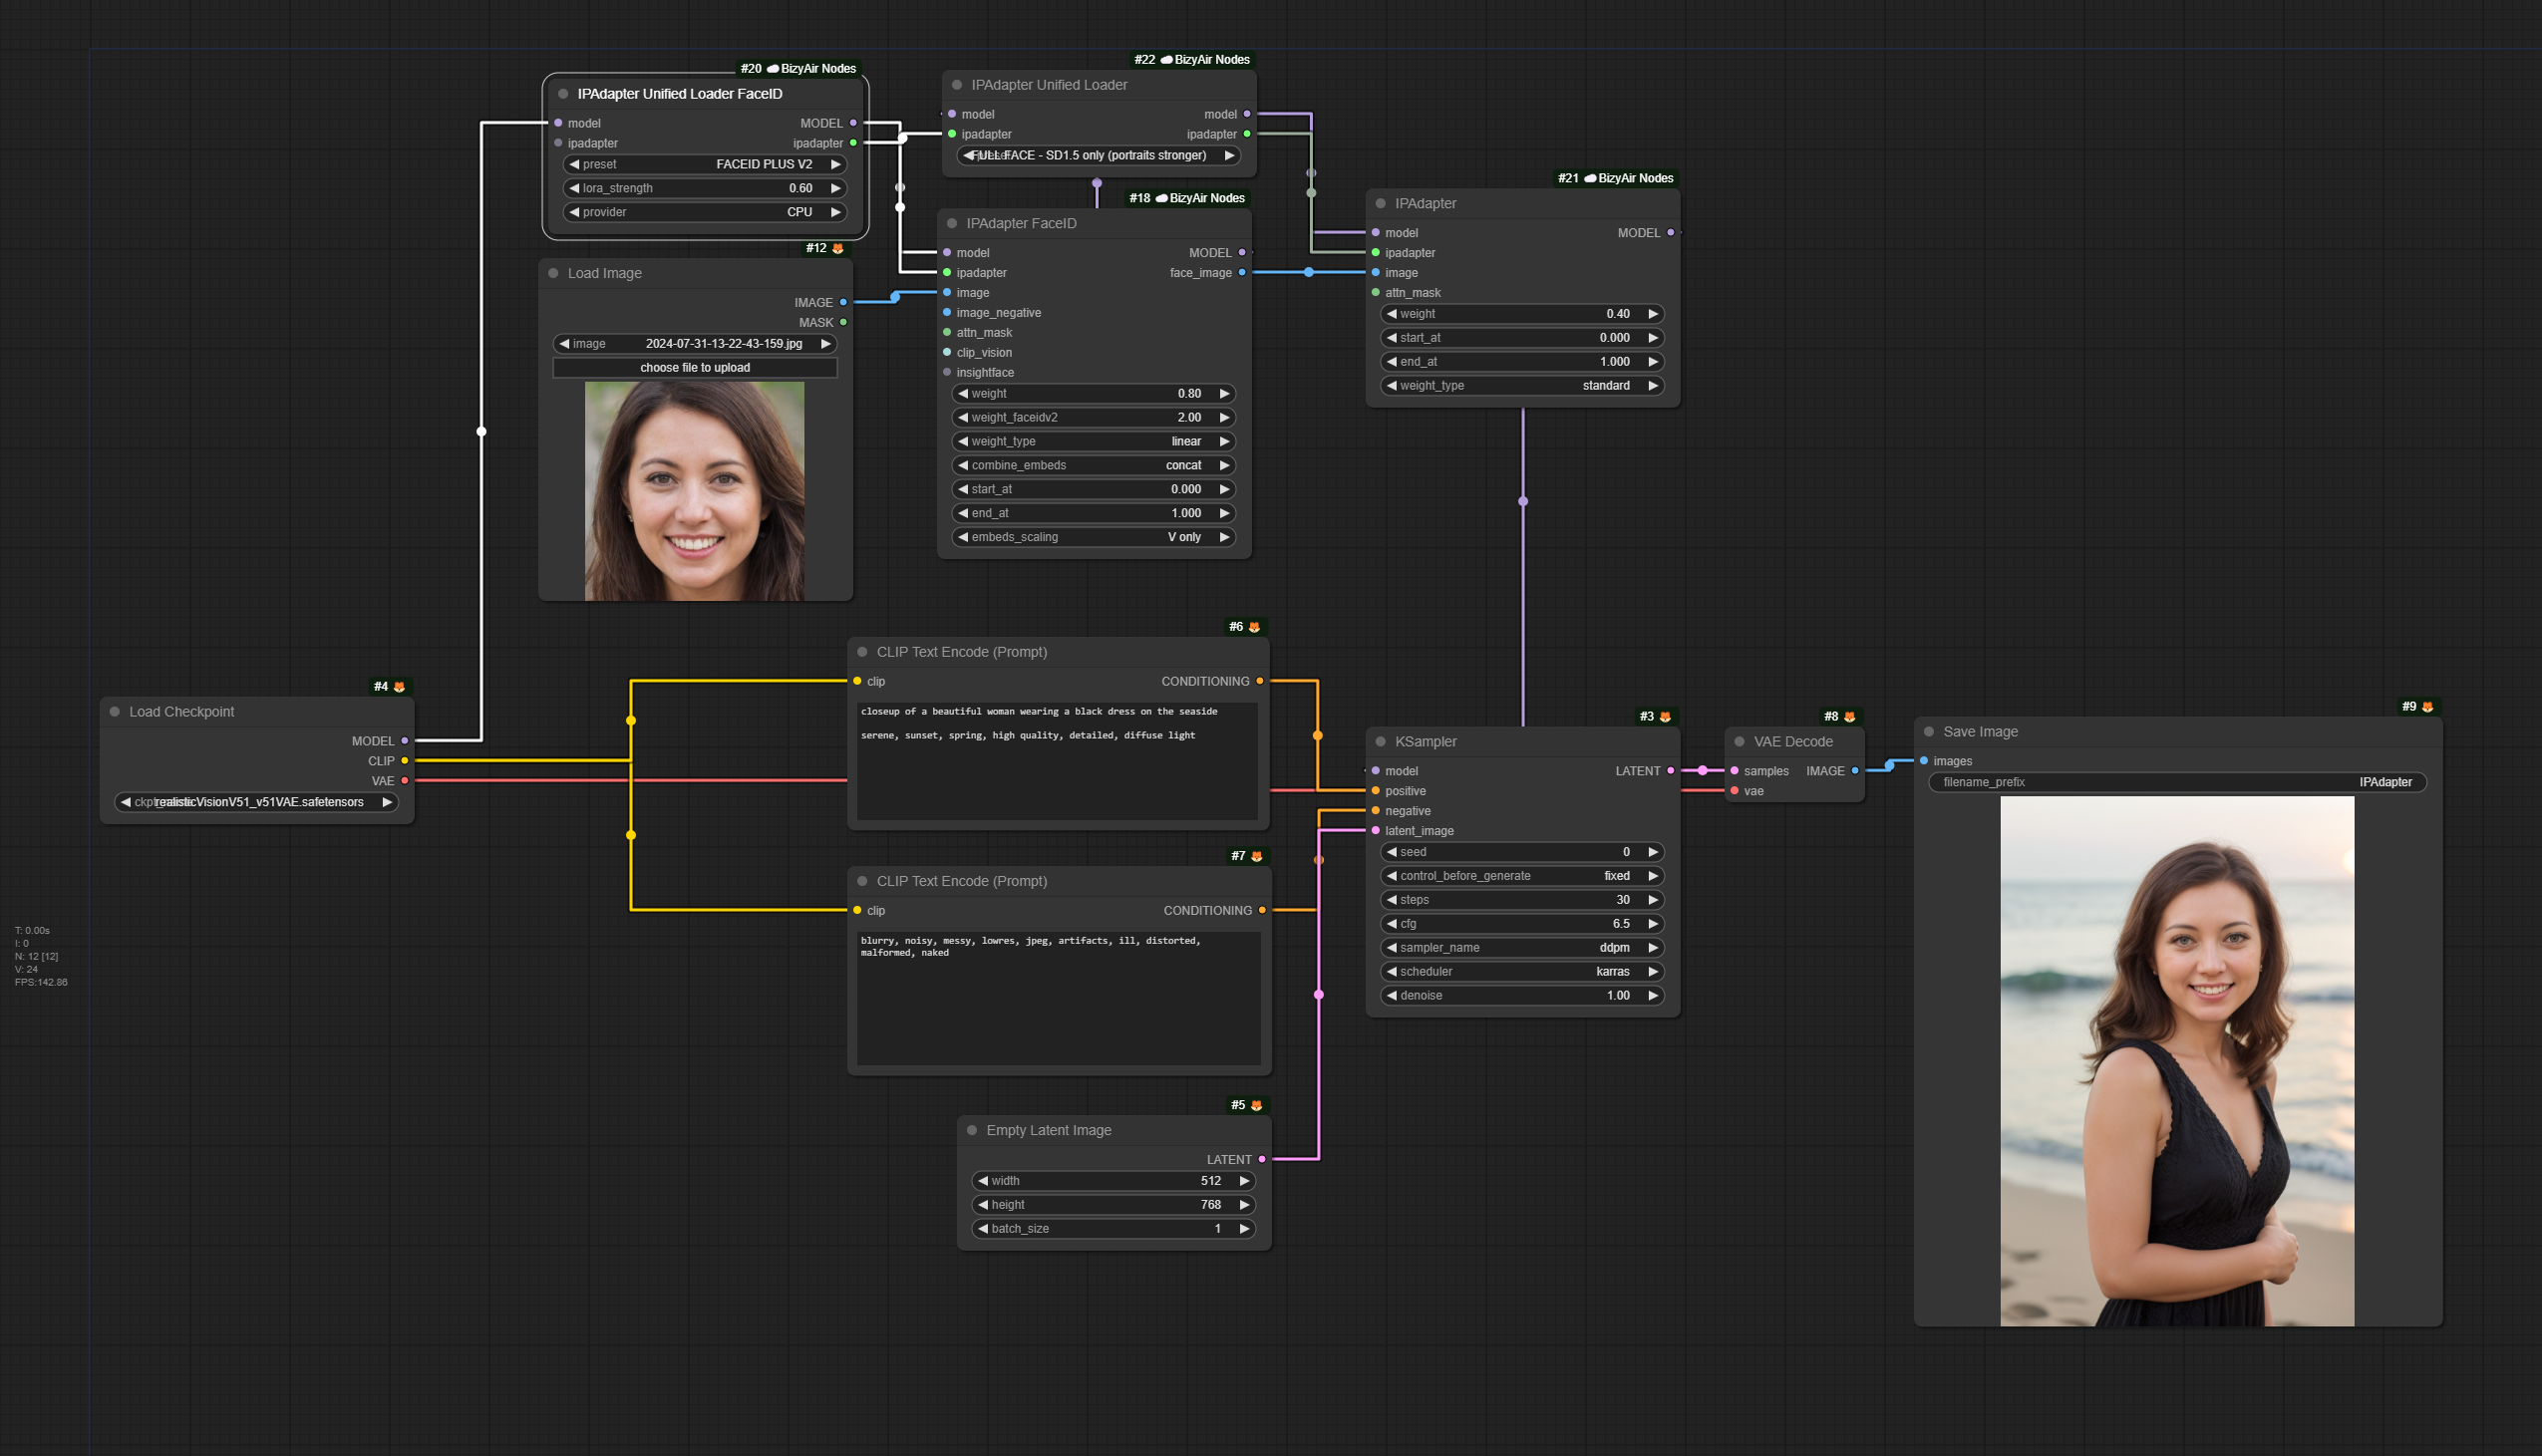 #20 BizyAir Nodes
IPAdapter Unified Loader FaceID
model MODEL
ipadapter ipadapter
preset FACEID PLUS V2
lora_strength 0.60
provider CPU
#22 BizyAir Nodes
IPAdapter Unified Loader
model model
ipadapter ipadapter
FULL FACE - SD1.5 only (portraits stronger)
#12
Load Image
IMAGE
MASK
image 2024-07-31-13-22-43-159.jpg
choose file to upload
#18 BizyAir Nodes
IPAdapter FaceID
model MODEL
ipadapter face_image
image
image_negative
attn_mask
clip_vision
insightface
weight 0.80
weight_faceidv2 2.00
weight_type linear
combine_embeds concat
start_at 0.000
end_at 1.000
embeds_scaling V only
#21 BizyAir Nodes
IPAdapter
model MODEL
ipadapter
image
attn_mask
weight 0.40
start_at 0.000
end_at 1.000
weight_type standard
#4
Load Checkpoint
MODEL
CLIP
VAE
realisticVisionV51_v51VAE.safetensors
#6
CLIP Text Encode (Prompt)
clip CONDITIONING
closeup of a beautiful woman wearing a black dress on the seaside
serene, sunset, spring, high quality, detailed, diffuse light
#7
CLIP Text Encode (Prompt)
clip CONDITIONING
blurry, noisy, messy, lowres, jpeg, artifacts, ill, distorted,
malformed, naked
#5
Empty Latent Image
LATENT
width 512
height 768
batch_size 1
#3
KSampler
model LATENT
positive
negative
latent_image
seed 0
control_before_generate fixed
steps 30
cfg 6.5
sampler_name ddpm
scheduler karras
denoise 1.00
#8
VAE Decode
samples IMAGE
vae
#9
Save Image
images
filename_prefix IPAdapter
T: 0.00s
I: 0
N: 12 [12]
V: 24
FPS:142.86